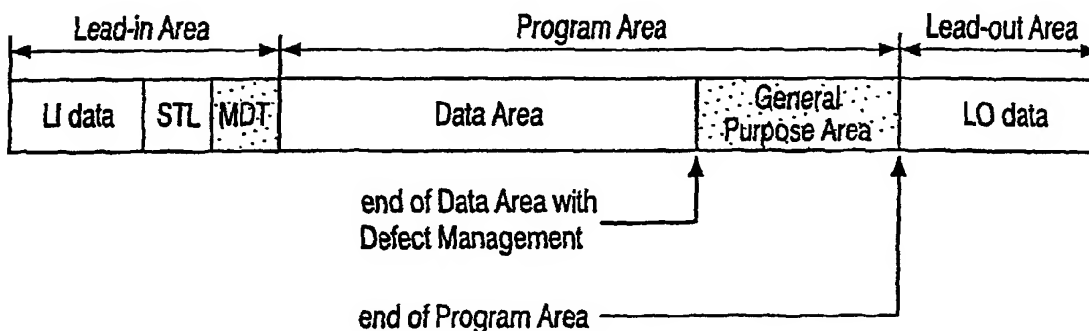 Lead-in Area
Program Area
Lead-out Area
LI data
STL
MDT
Data Area
General
Purpose Area
LO data
end of Data Area with
Defect Management
end of Program Area